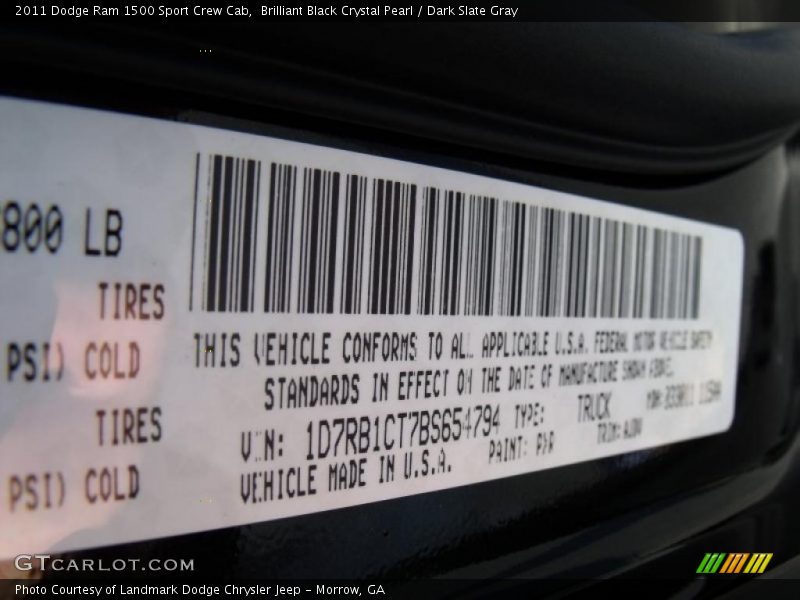 2011 Dodge Ram 1500 Sport Crew Cab,  Brilliant Black Crystal Pearl / Dark Slate Gray
800 LB
TIRES
PSI) COLD
TIRES
PSI) COLD
THIS VEHICLE CONFORMS TO ALL APPLICABLE U.S.A. FEDERAL MOTOR VEHICLE SAFETY
STANDARDS IN EFFECT ON THE DATE OF MANUFACTURE SHOWN ABOVE.
VIN: 1D7RB1CT7BS654794 TYPE: TRUCK
VEHICLE MADE IN U.S.A. PAINT: PXR TRIM:
GTCARLOT.COM
Photo Courtesy of Landmark Dodge Chrysler Jeep - Morrow, GA